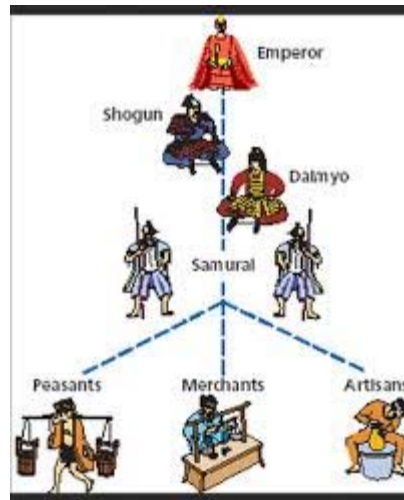 Emperor
Shogun
Daimyo
Samurai
Peasants
Merchants
Artisans